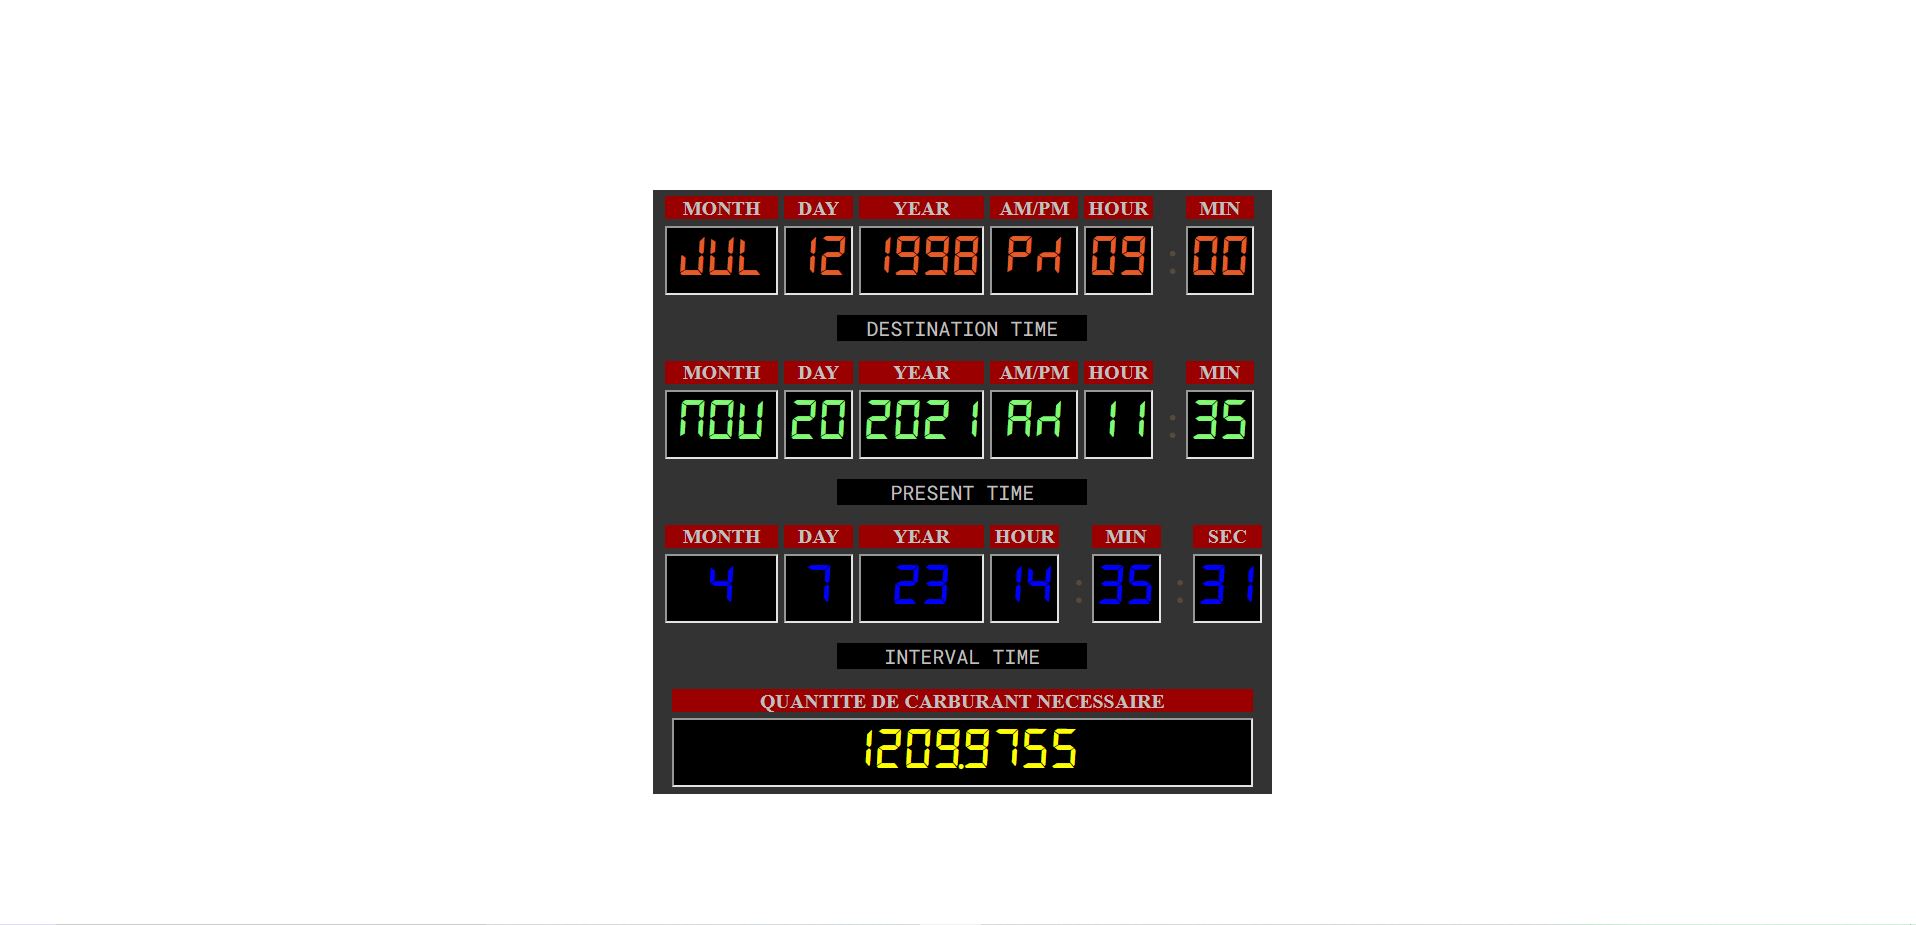 MONTH DAY YEAR AM/PM HOUR MIN
JUL 12 1998 PM 09 : 00
DESTINATION TIME
MONTH DAY YEAR AM/PM HOUR MIN
NOV 20 2021 AM 11 : 35
PRESENT TIME
MONTH DAY YEAR HOUR MIN SEC
4 7 23 14 : 35 : 31
INTERVAL TIME
QUANTITE DE CARBURANT NECESSAIRE
1209.9755